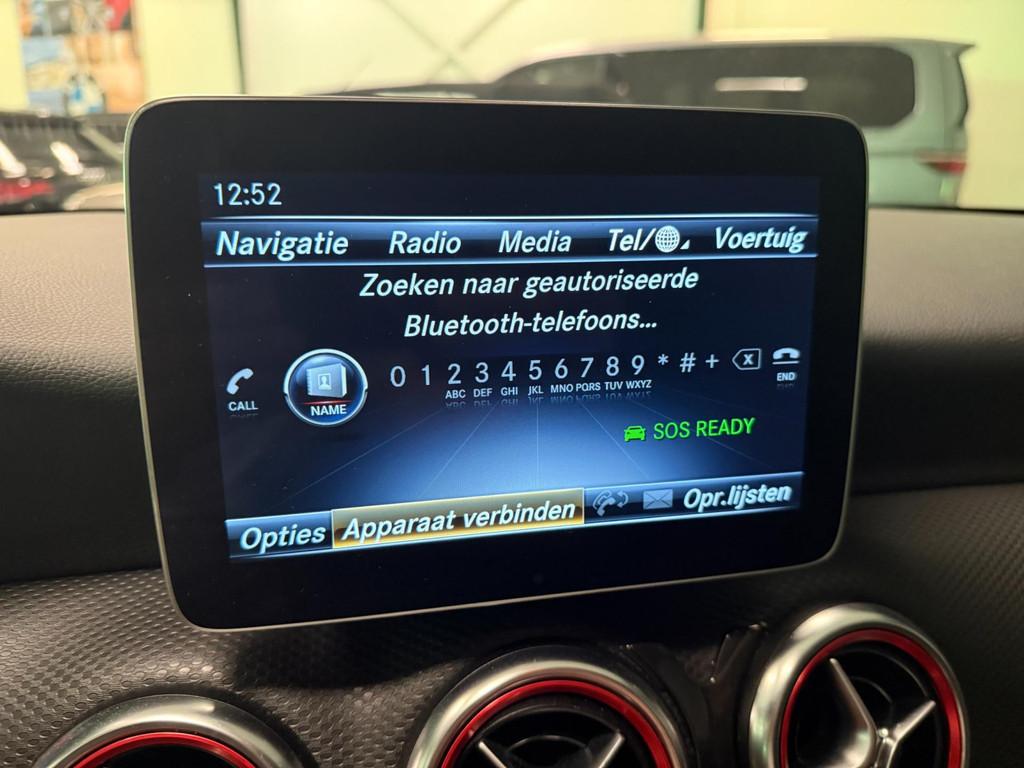 12:52
Navigatie Radio Media Tel/ Voertuig
Zoeken naar geautoriseerde
Bluetooth-telefoons...
0 1 2 3 4 5 6 7 8 9 * # +
ABC DEF GHI JKL MNO PQRS TUV WXYZ
CALL NAME END
SOS READY
Opties Apparaat verbinden Opr.lijsten